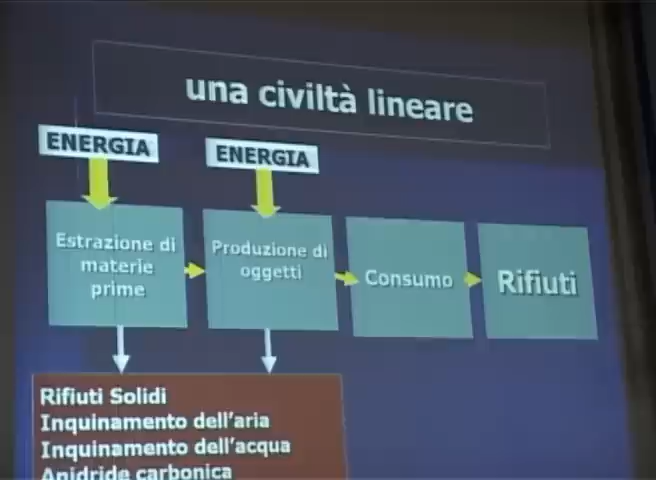 una civiltà lineare
ENERGIA
ENERGIA
Estrazione di
materie
prime
Produzione di
oggetti
Consumo
Rifiuti
Rifiuti Solidi
Inquinamento dell'aria
Inquinamento dell'acqua
Anidride carbonica